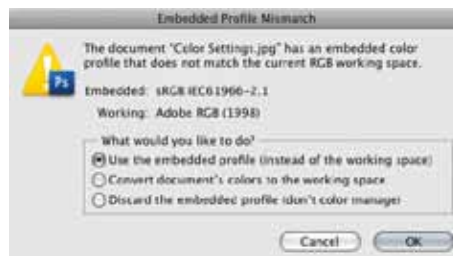 Embedded Profile Mismatch
The document "Color Settings.jpg" has an embedded color
profile that does not match the current RGB working space.
Ps
Embedded: sRGB IEC61966-2.1
Working: Adobe RGB (1998)
What would you like to do?
Use the embedded profile (instead of the working space)
Convert document's colors to the working space
Discard the embedded profile (don't color manage)
Cancel
OK